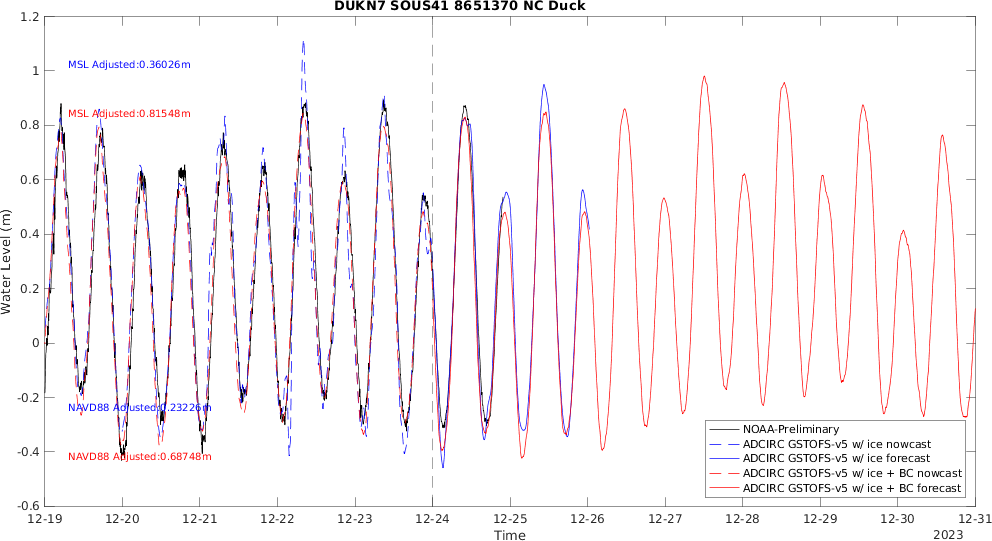 DUKN7 SOUS41 8651370 NC Duck
1.2
1
0.8
0.6
0.4
0.2
0
-0.2
-0.4
-0.6
Water Level (m)
MSL Adjusted:0.36026m
MSL Adjusted:0.81548m
NAVD88 Adjusted:0.23226m
NAVD88 Adjusted:0.68748m
NOAA-Preliminary
ADCIRC GSTOFS-v5 w/ ice nowcast
ADCIRC GSTOFS-v5 w/ ice forecast
ADCIRC GSTOFS-v5 w/ ice + BC nowcast
ADCIRC GSTOFS-v5 w/ ice + BC forecast
12-19 12-20 12-21 12-22 12-23 12-24 12-25 12-26 12-27 12-28 12-29 12-30 12-31
Time
2023